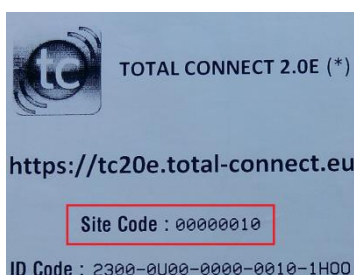 tc
TOTAL CONNECT 2.0E (*)
https://tc20e.total-connect.eu
Site Code : 00000010
ID Code : 2300-0U00-0000-0010-1H00